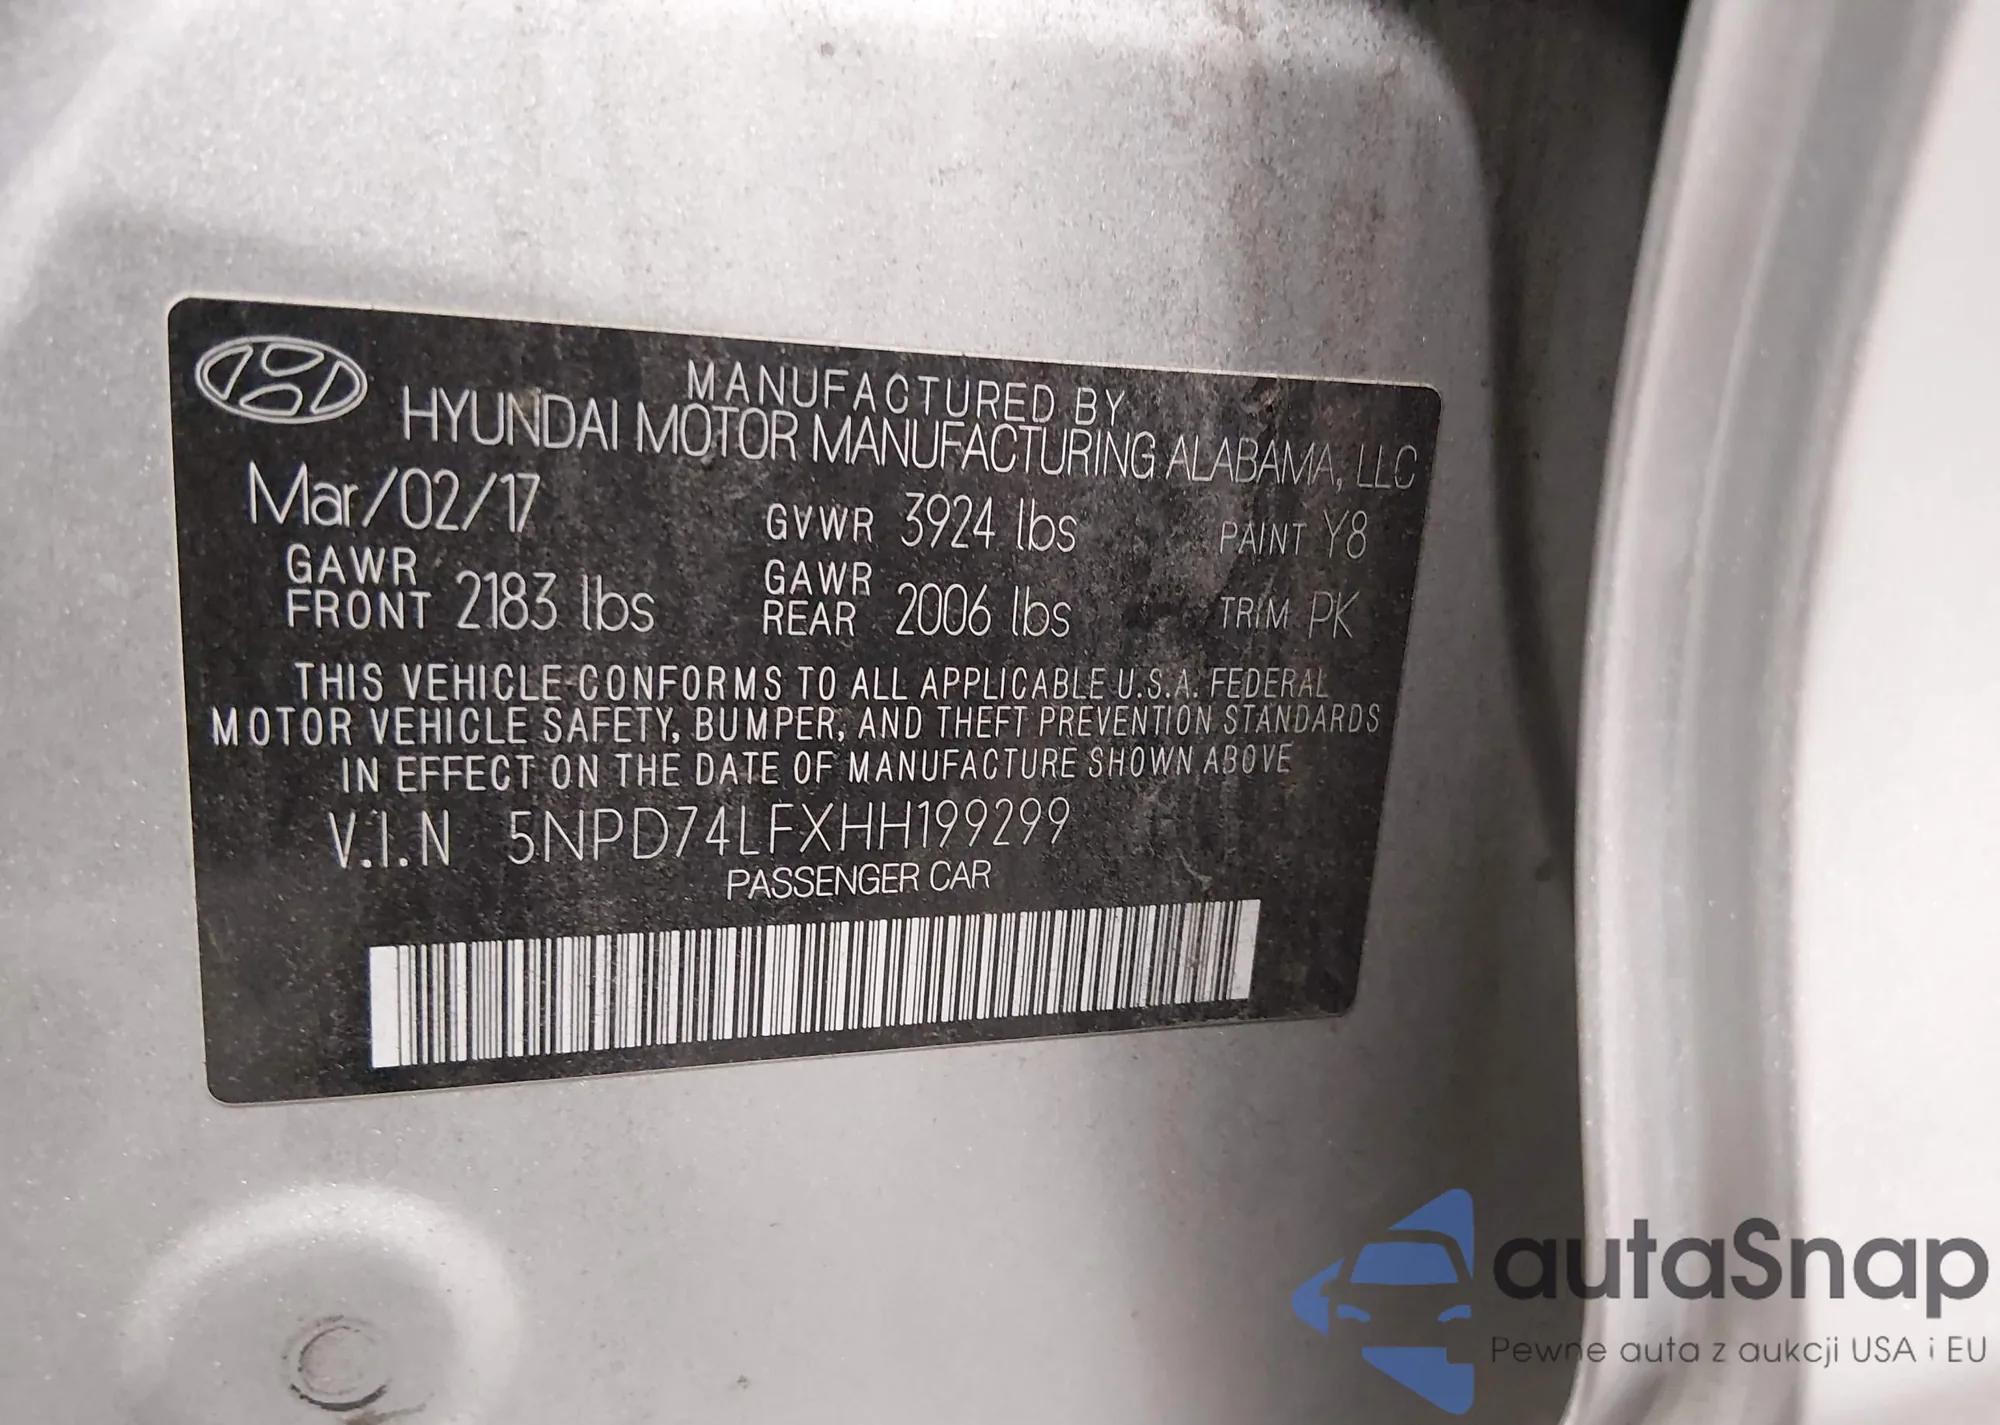 MANUFACTURED BY
HYUNDAI MOTOR MANUFACTURING ALABAMA, LLC
Mar/02/17 GVWR 3924 lbs PAINT Y8
GAWR FRONT 2183 lbs GAWR REAR 2006 lbs TRIM PK
THIS VEHICLE CONFORMS TO ALL APPLICABLE U.S.A. FEDERAL
MOTOR VEHICLE SAFETY, BUMPER, AND THEFT PREVENTION STANDARDS
IN EFFECT ON THE DATE OF MANUFACTURE SHOWN ABOVE
V.I.N 5NPD74LFXHH199299
PASSENGER CAR
autaSnap
Pewne auta z aukcji USA i EU